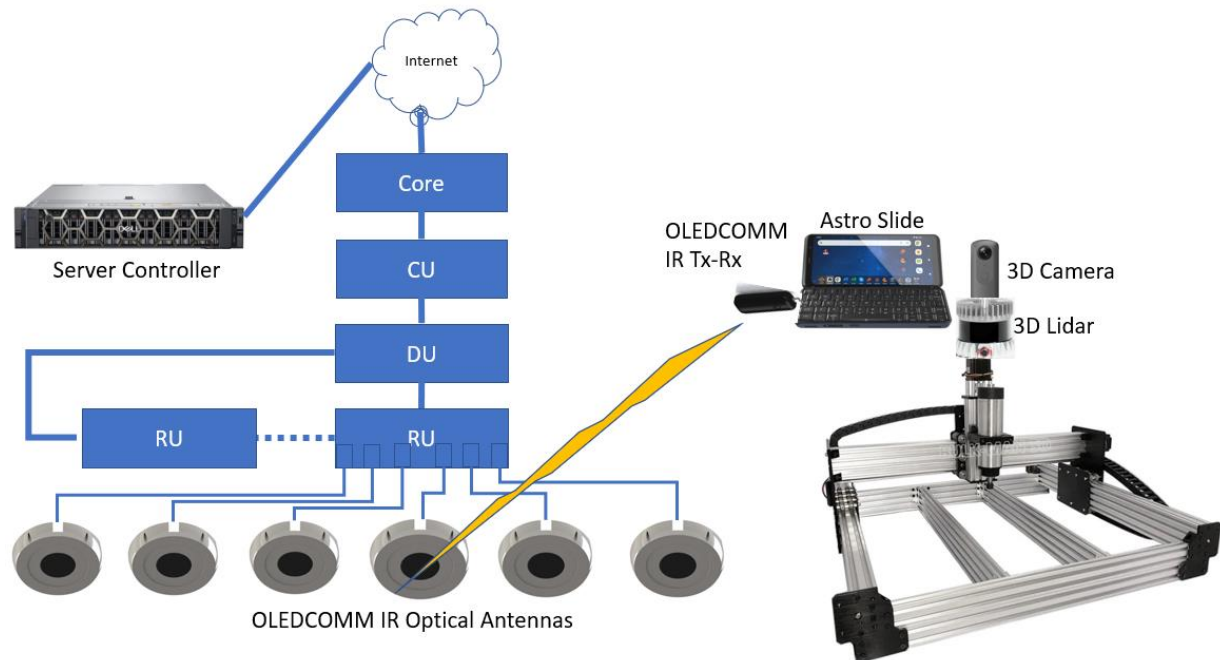 Internet
Core
CU
DU
RU
RU
DELL
Server Controller
OLEDCOMM IR Optical Antennas
OLEDCOMM
IR Tx-Rx
Astro Slide
3D Camera
3D Lidar